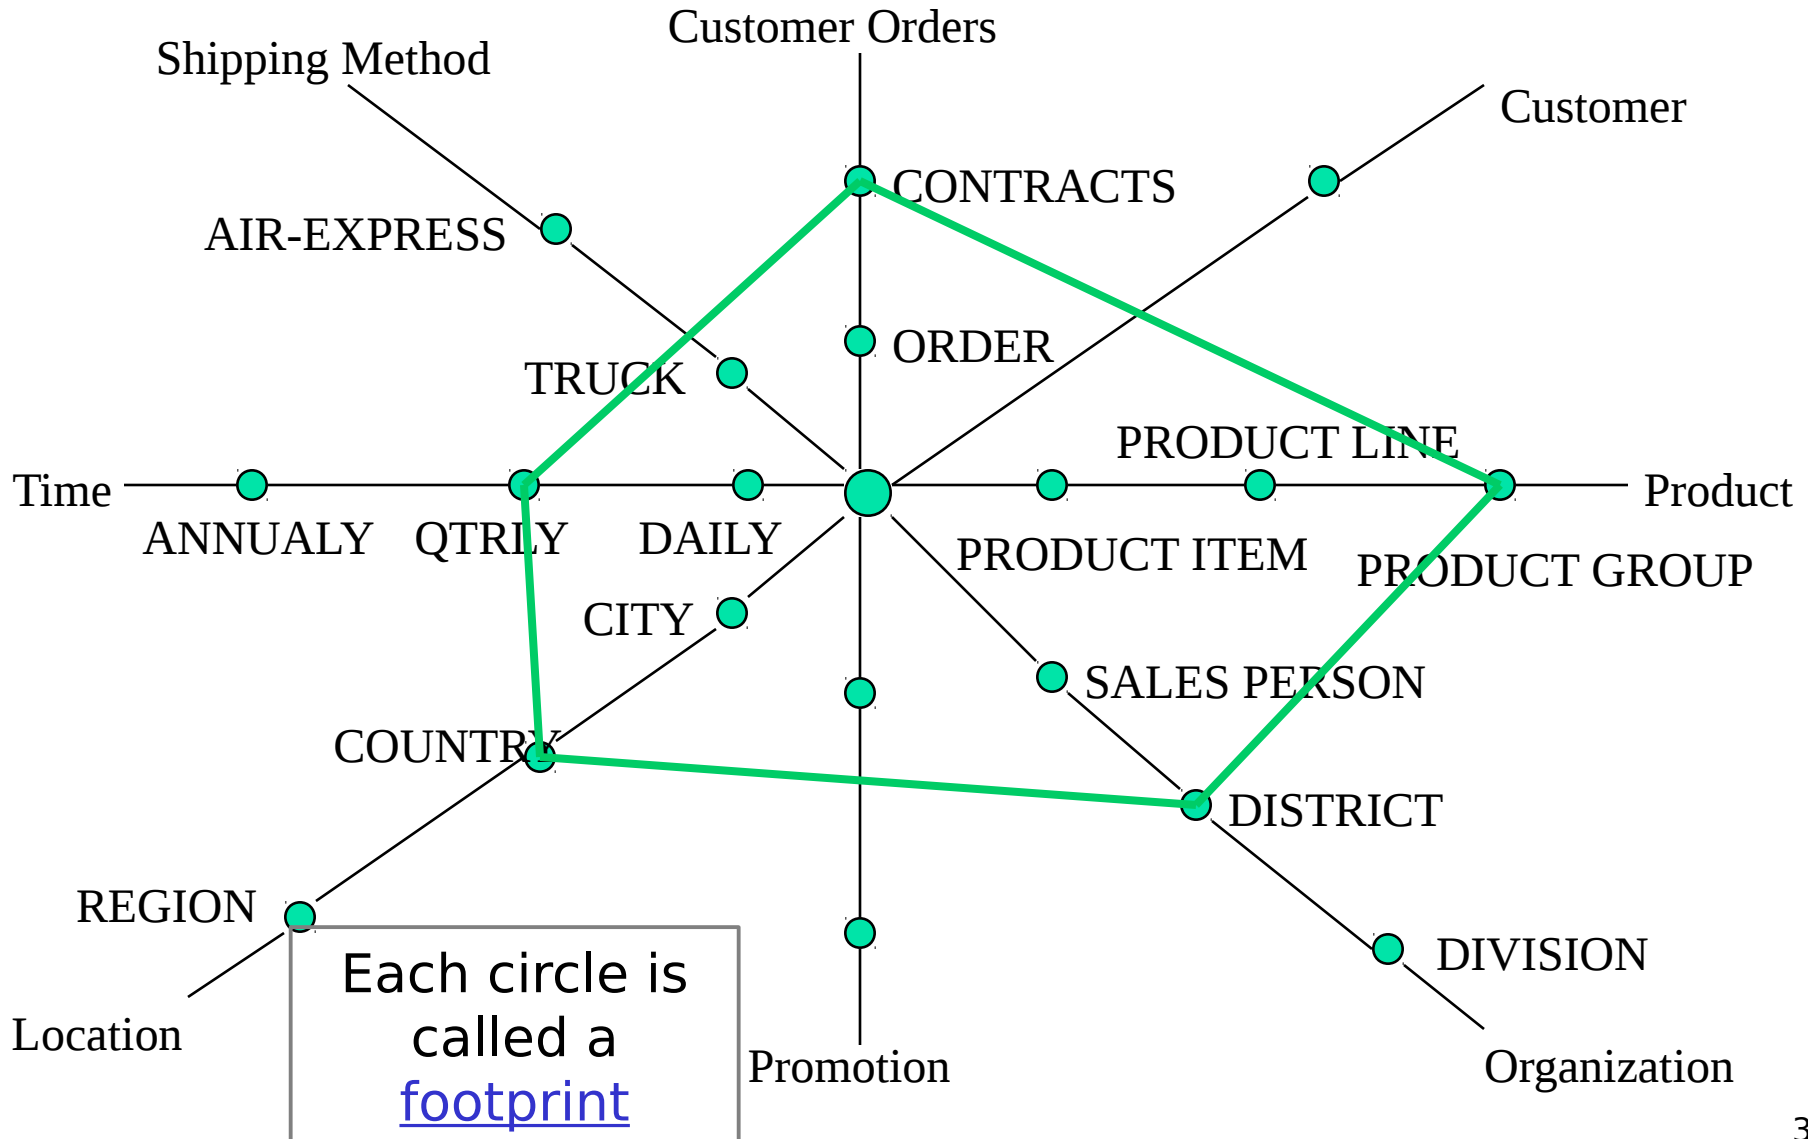 Customer Orders
Shipping Method
Customer
CONTRACTS
AIR-EXPRESS
ORDER
TRUCK
PRODUCT LINE
Time
Product
ANNUALY
QTRLY
DAILY
PRODUCT ITEM
PRODUCT GROUP
CITY
SALES PERSON
COUNTRY
DISTRICT
REGION
DIVISION
Each circle is
called a
footprint
Location
Promotion
Organization
3